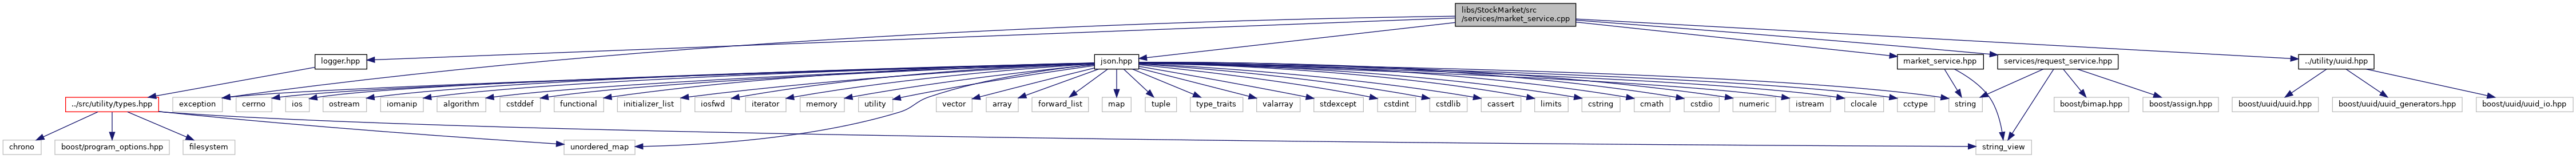 libs/StockMarket/src
/services/market_service.cpp
logger.hpp
json.hpp
market_service.hpp
services/request_service.hpp
../utility/uuid.hpp
../src/utility/types.hpp
exception
cerrno
ios
ostream
iomanip
algorithm
cstddef
functional
initializer_list
iosfwd
iterator
memory
utility
vector
array
forward_list
map
tuple
type_traits
valarray
stdexcept
cstdint
cstdlib
cassert
limits
cstring
cmath
cstdio
numeric
istream
clocale
cctype
string
boost/bimap.hpp
boost/assign.hpp
boost/uuid/uuid.hpp
boost/uuid/uuid_generators.hpp
boost/uuid/uuid_io.hpp
chrono
boost/program_options.hpp
filesystem
unordered_map
string_view